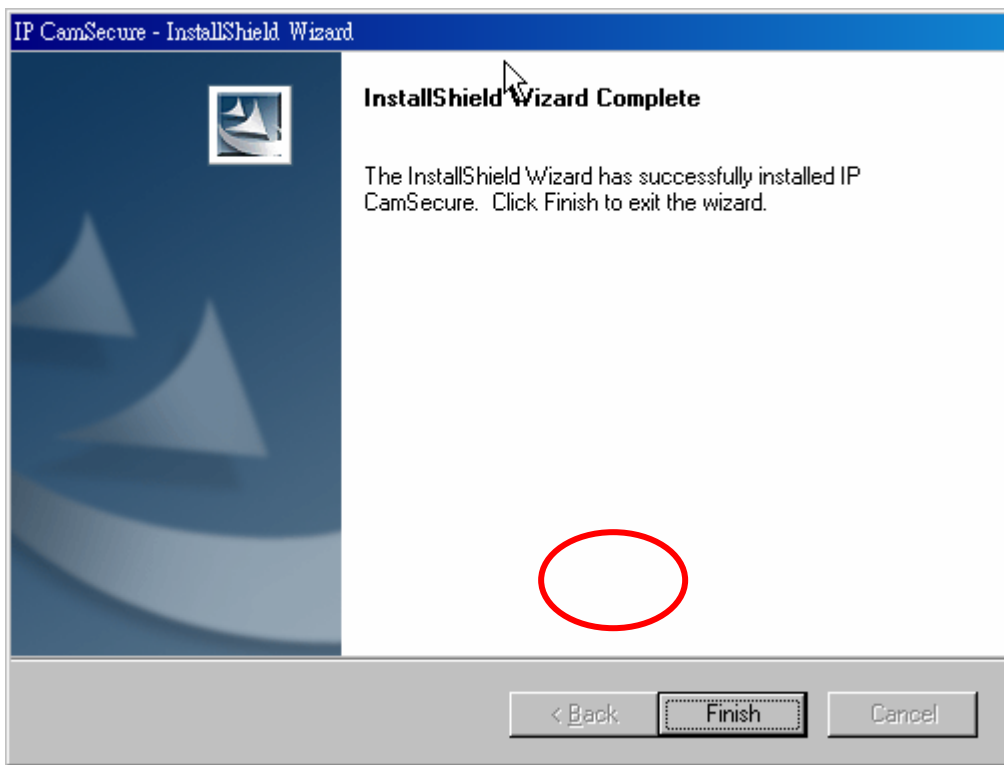 IP CamSecure - InstallShield Wizard
InstallShield Wizard Complete
The InstallShield Wizard has successfully installed IP
CamSecure.  Click Finish to exit the wizard.
< Back
Finish
Cancel